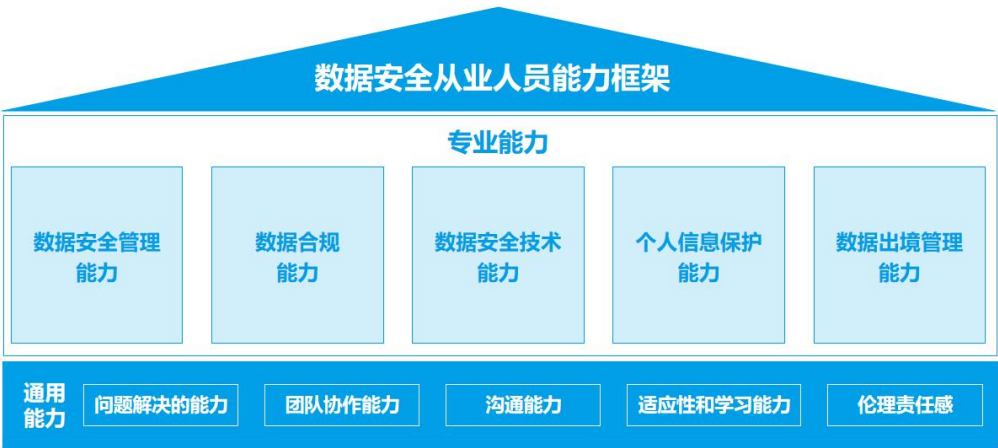 数据安全从业人员能力框架
专业能力
数据安全管理
能力
数据合规
能力
数据安全技术
能力
个人信息保护
能力
数据出境管理
能力
通用
能力
问题解决的能力
团队协作能力
沟通能力
适应性和学习能力
伦理责任感